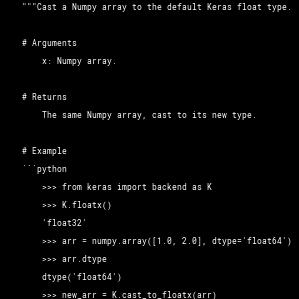 """Cast a Numpy array to the default Keras float type.
# Arguments
x: Numpy array.
# Returns
The same Numpy array, cast to its new type.
# Example
```python
>>> from keras import backend as K
>>> K.floatx()
'float32'
>>> arr = numpy.array([1.0, 2.0], dtype='float64')
>>> arr.dtype
dtype('float64')
>>> new_arr = K.cast_to_floatx(arr)